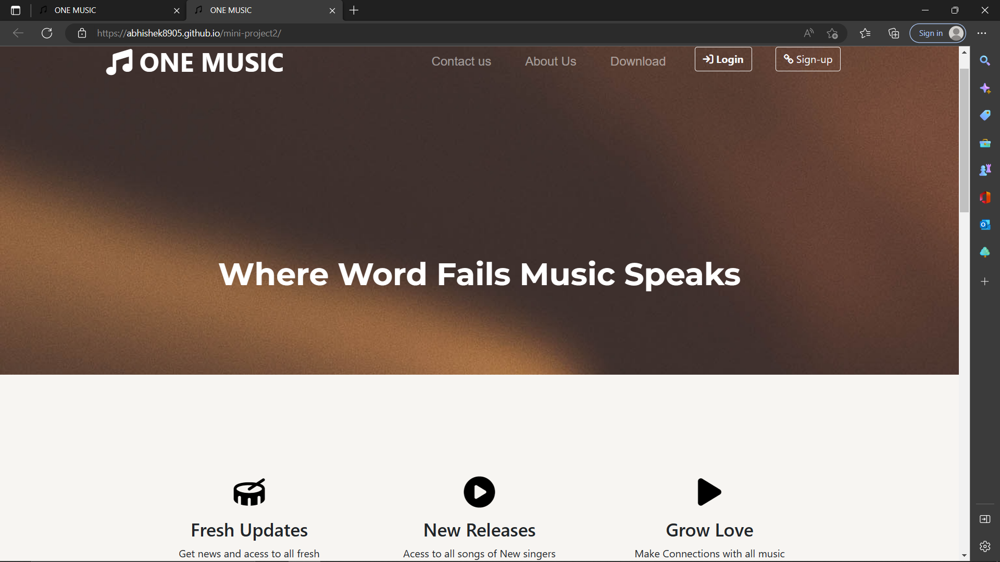 ONE MUSIC
ONE MUSIC
https://abhishek8905.github.io/mini-project2/
Sign in
ONE MUSIC
Contact us
About Us
Download
Login
Sign-up
Where Word Fails Music Speaks
Fresh Updates
New Releases
Grow Love
Get news and acess to all fresh
Acess to all songs of New singers
Make Connections with all music